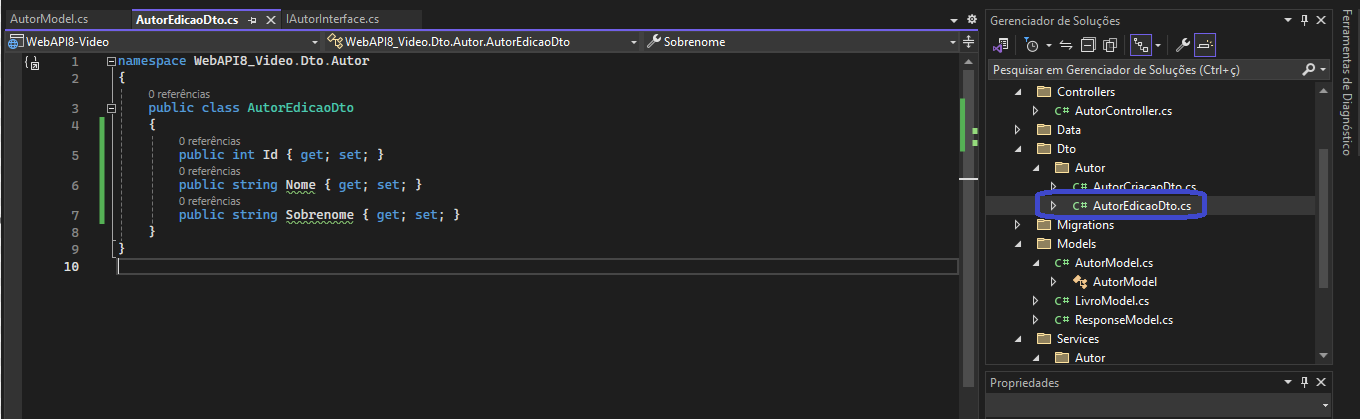 AutorModel.cs AutorEdicaoDto.cs IAutorInterface.cs
WebAPI8-Video WebAPI8_Video.Dto.Autor.AutorEdicaoDto Sobrenome
1 namespace WebAPI8_Video.Dto.Autor
2 {
0 referências
3 public class AutorEdicaoDto
4 {
0 referências
5 public int Id { get; set; }
0 referências
6 public string Nome { get; set; }
0 referências
7 public string Sobrenome { get; set; }
8 }
9 }
10
Gerenciador de Soluções
Pesquisar em Gerenciador de Soluções (Ctrl+ç)
Controllers
C# AutorController.cs
Data
Dto
Autor
C# AutorCriacaoDto.cs
C# AutorEdicaoDto.cs
Migrations
Models
C# AutorModel.cs
AutorModel
C# LivroModel.cs
C# ResponseModel.cs
Services
Autor
Propriedades
Ferramentas de Diagnóstico